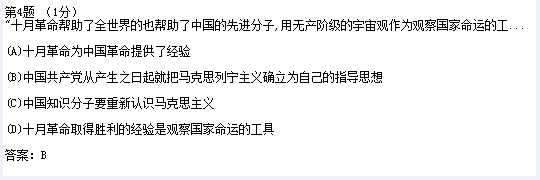 第4题 (1分)
“十月革命帮助了全世界的也帮助了中国的先进分子,用无产阶级的宇宙观作为观察国家命运的工...
(A)十月革命为中国革命提供了经验
(B)中国共产党从产生之日起就把马克思列宁主义确立为自己的指导思想
(C)中国知识分子要重新认识马克思主义
(D)十月革命取得胜利的经验是观察国家命运的工具
答案: B